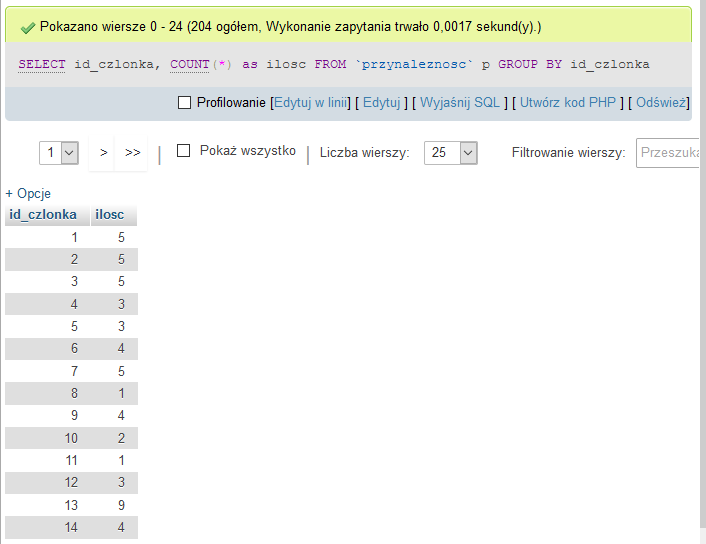 Pokazano wiersze 0 - 24 (204 ogółem, Wykonanie zapytania trwało 0,0017 sekund(y).)
SELECT id_czlonka, COUNT(*) as ilosc FROM `przynaleznosc` p GROUP BY id_czlonka
Profilowanie [Edytuj w linii] [ Edytuj ] [ Wyjaśnij SQL ] [ Utwórz kod PHP ] [ Odśwież]
1 > >> | Pokaż wszystko | Liczba wierszy: 25 Filtrowanie wierszy: Przeszuka
+ Opcje
id_czlonka ilosc
1 5
2 5
3 5
4 3
5 3
6 4
7 5
8 1
9 4
10 2
11 1
12 3
13 9
14 4